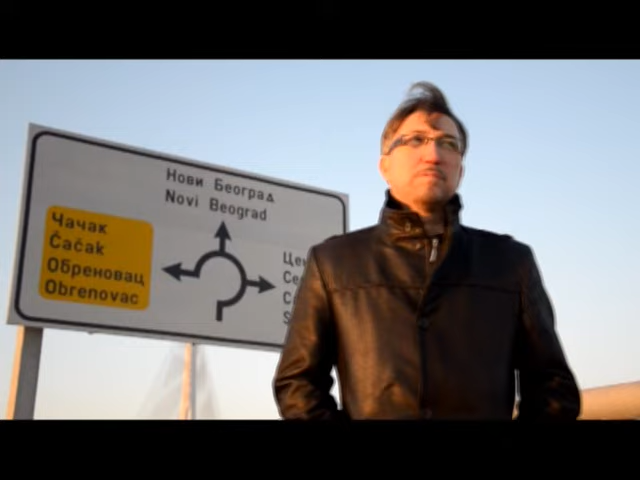 Нови Београд
Novi Beograd
Чачак
Čačak
Обреновац
Obrenovac